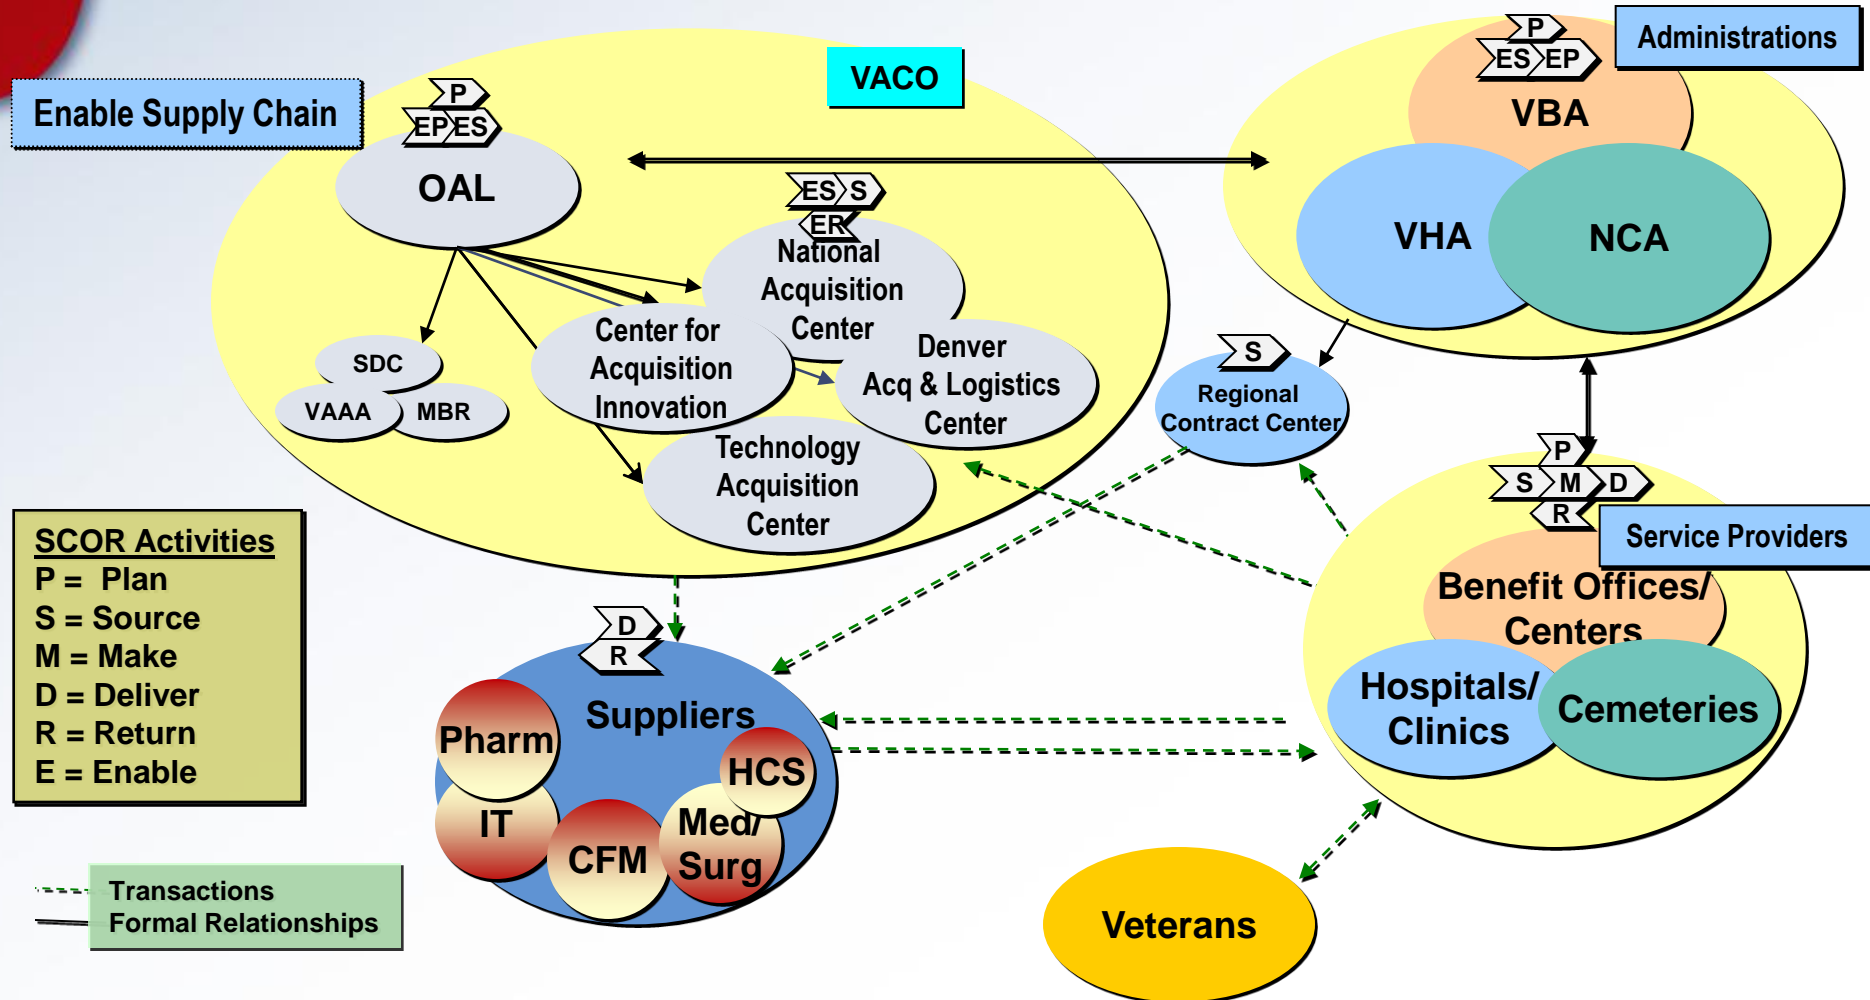 Enable Supply Chain
VACO
Administrations
P
EP ES
OAL
ES S
ER
National
Acquisition
Center
Center for
Acquisition
Innovation
Denver
Acq & Logistics
Center
Technology
Acquisition
Center
SDC
VAAA
MBR
P
ES EP
VBA
VHA
NCA
S
Regional
Contract Center
P
S M D
R
Service Providers
Benefit Offices/
Centers
Hospitals/
Clinics
Cemeteries
SCOR Activities
P = Plan
S = Source
M = Make
D = Deliver
R = Return
E = Enable
D
R
Suppliers
Pharm
IT
CFM
Med/
Surg
HCS
Veterans
Transactions
Formal Relationships